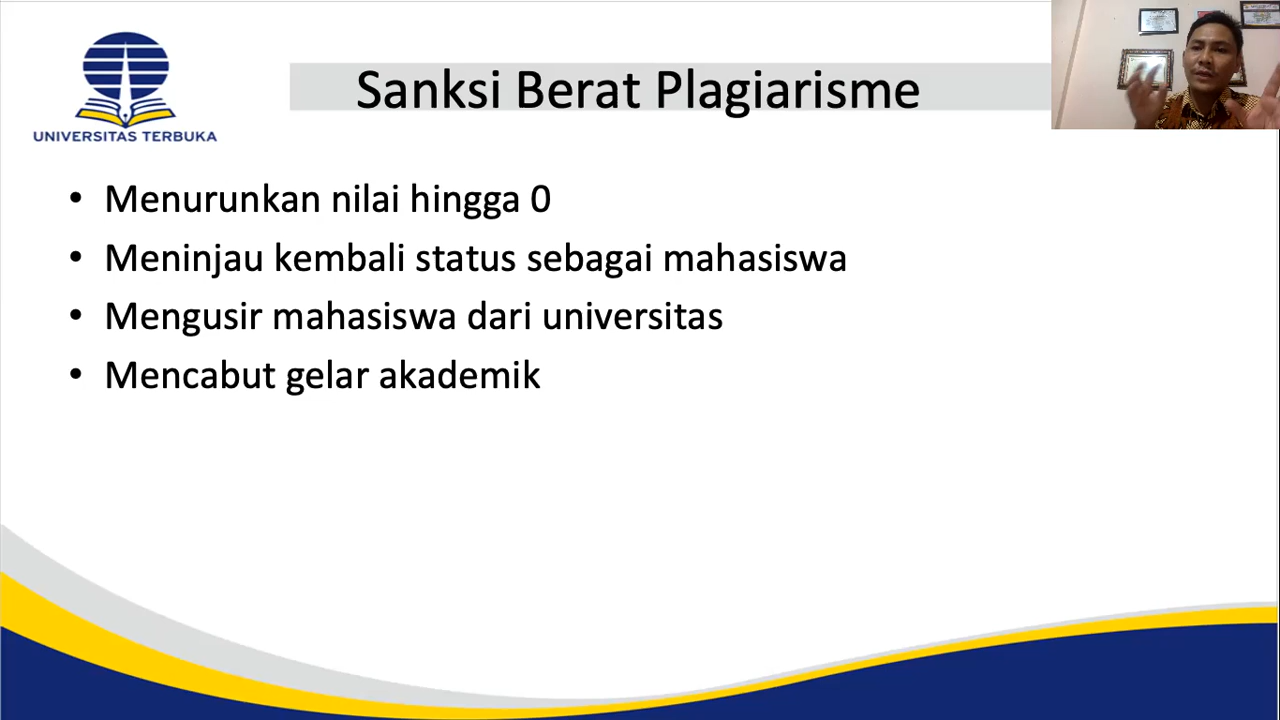 UNIVERSITAS TERBUKA
Sanksi Berat Plagiarisme
• Menurunkan nilai hingga 0
• Meninjau kembali status sebagai mahasiswa
• Mengusir mahasiswa dari universitas
• Mencabut gelar akademik